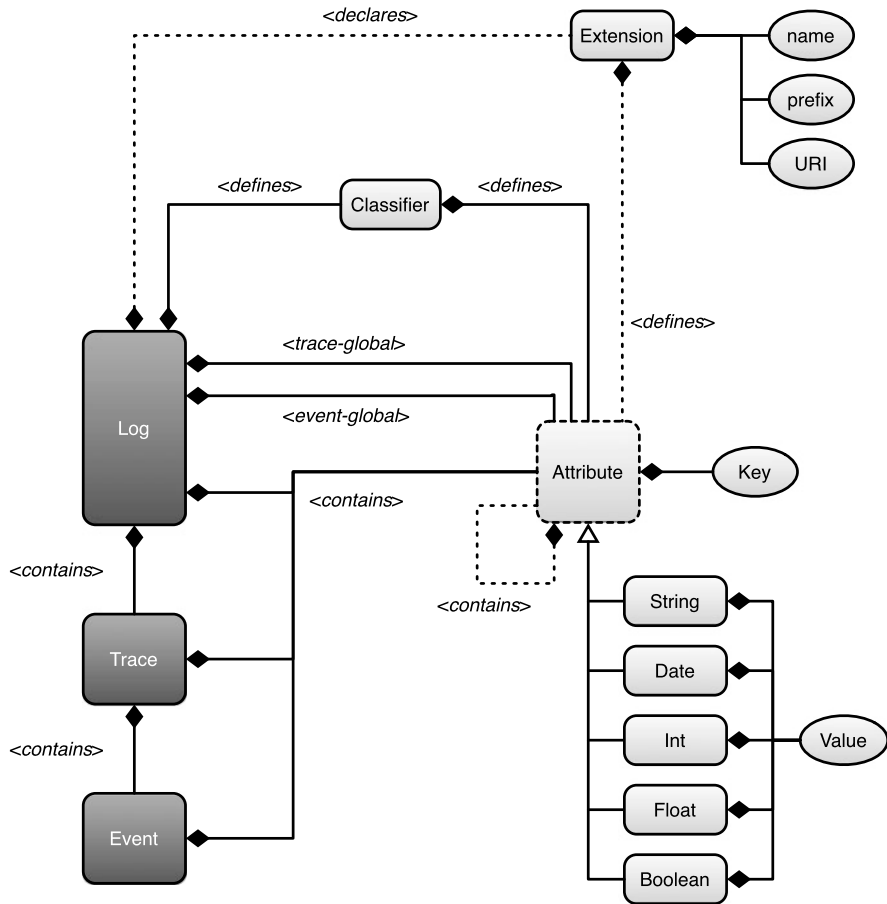 <declares>
Extension
name
prefix
URI
<defines>
Classifier
<defines>
<defines>
<trace-global>
<event-global>
Log
Attribute
Key
<contains>
<contains>
<contains>
String
Trace
Date
<contains>
Int
Value
Float
Event
Boolean